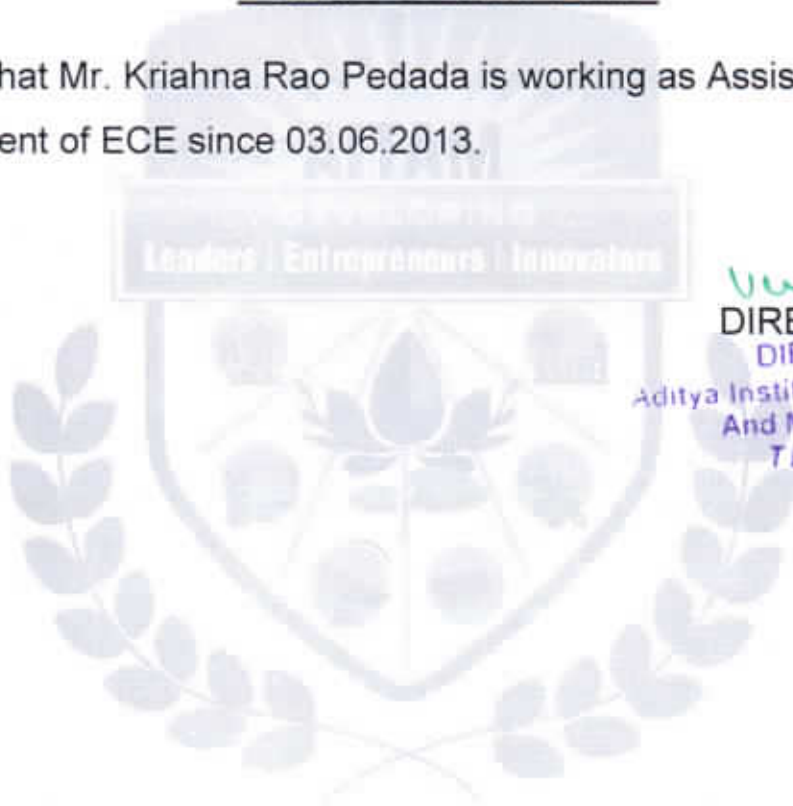 hat Mr. Kriahna Rao Pedada is working as Assis
ent of ECE since 03.06.2013.
Leaders Entrepreneurs Innovators
DIRE
DI
Aditya Insti
And
T